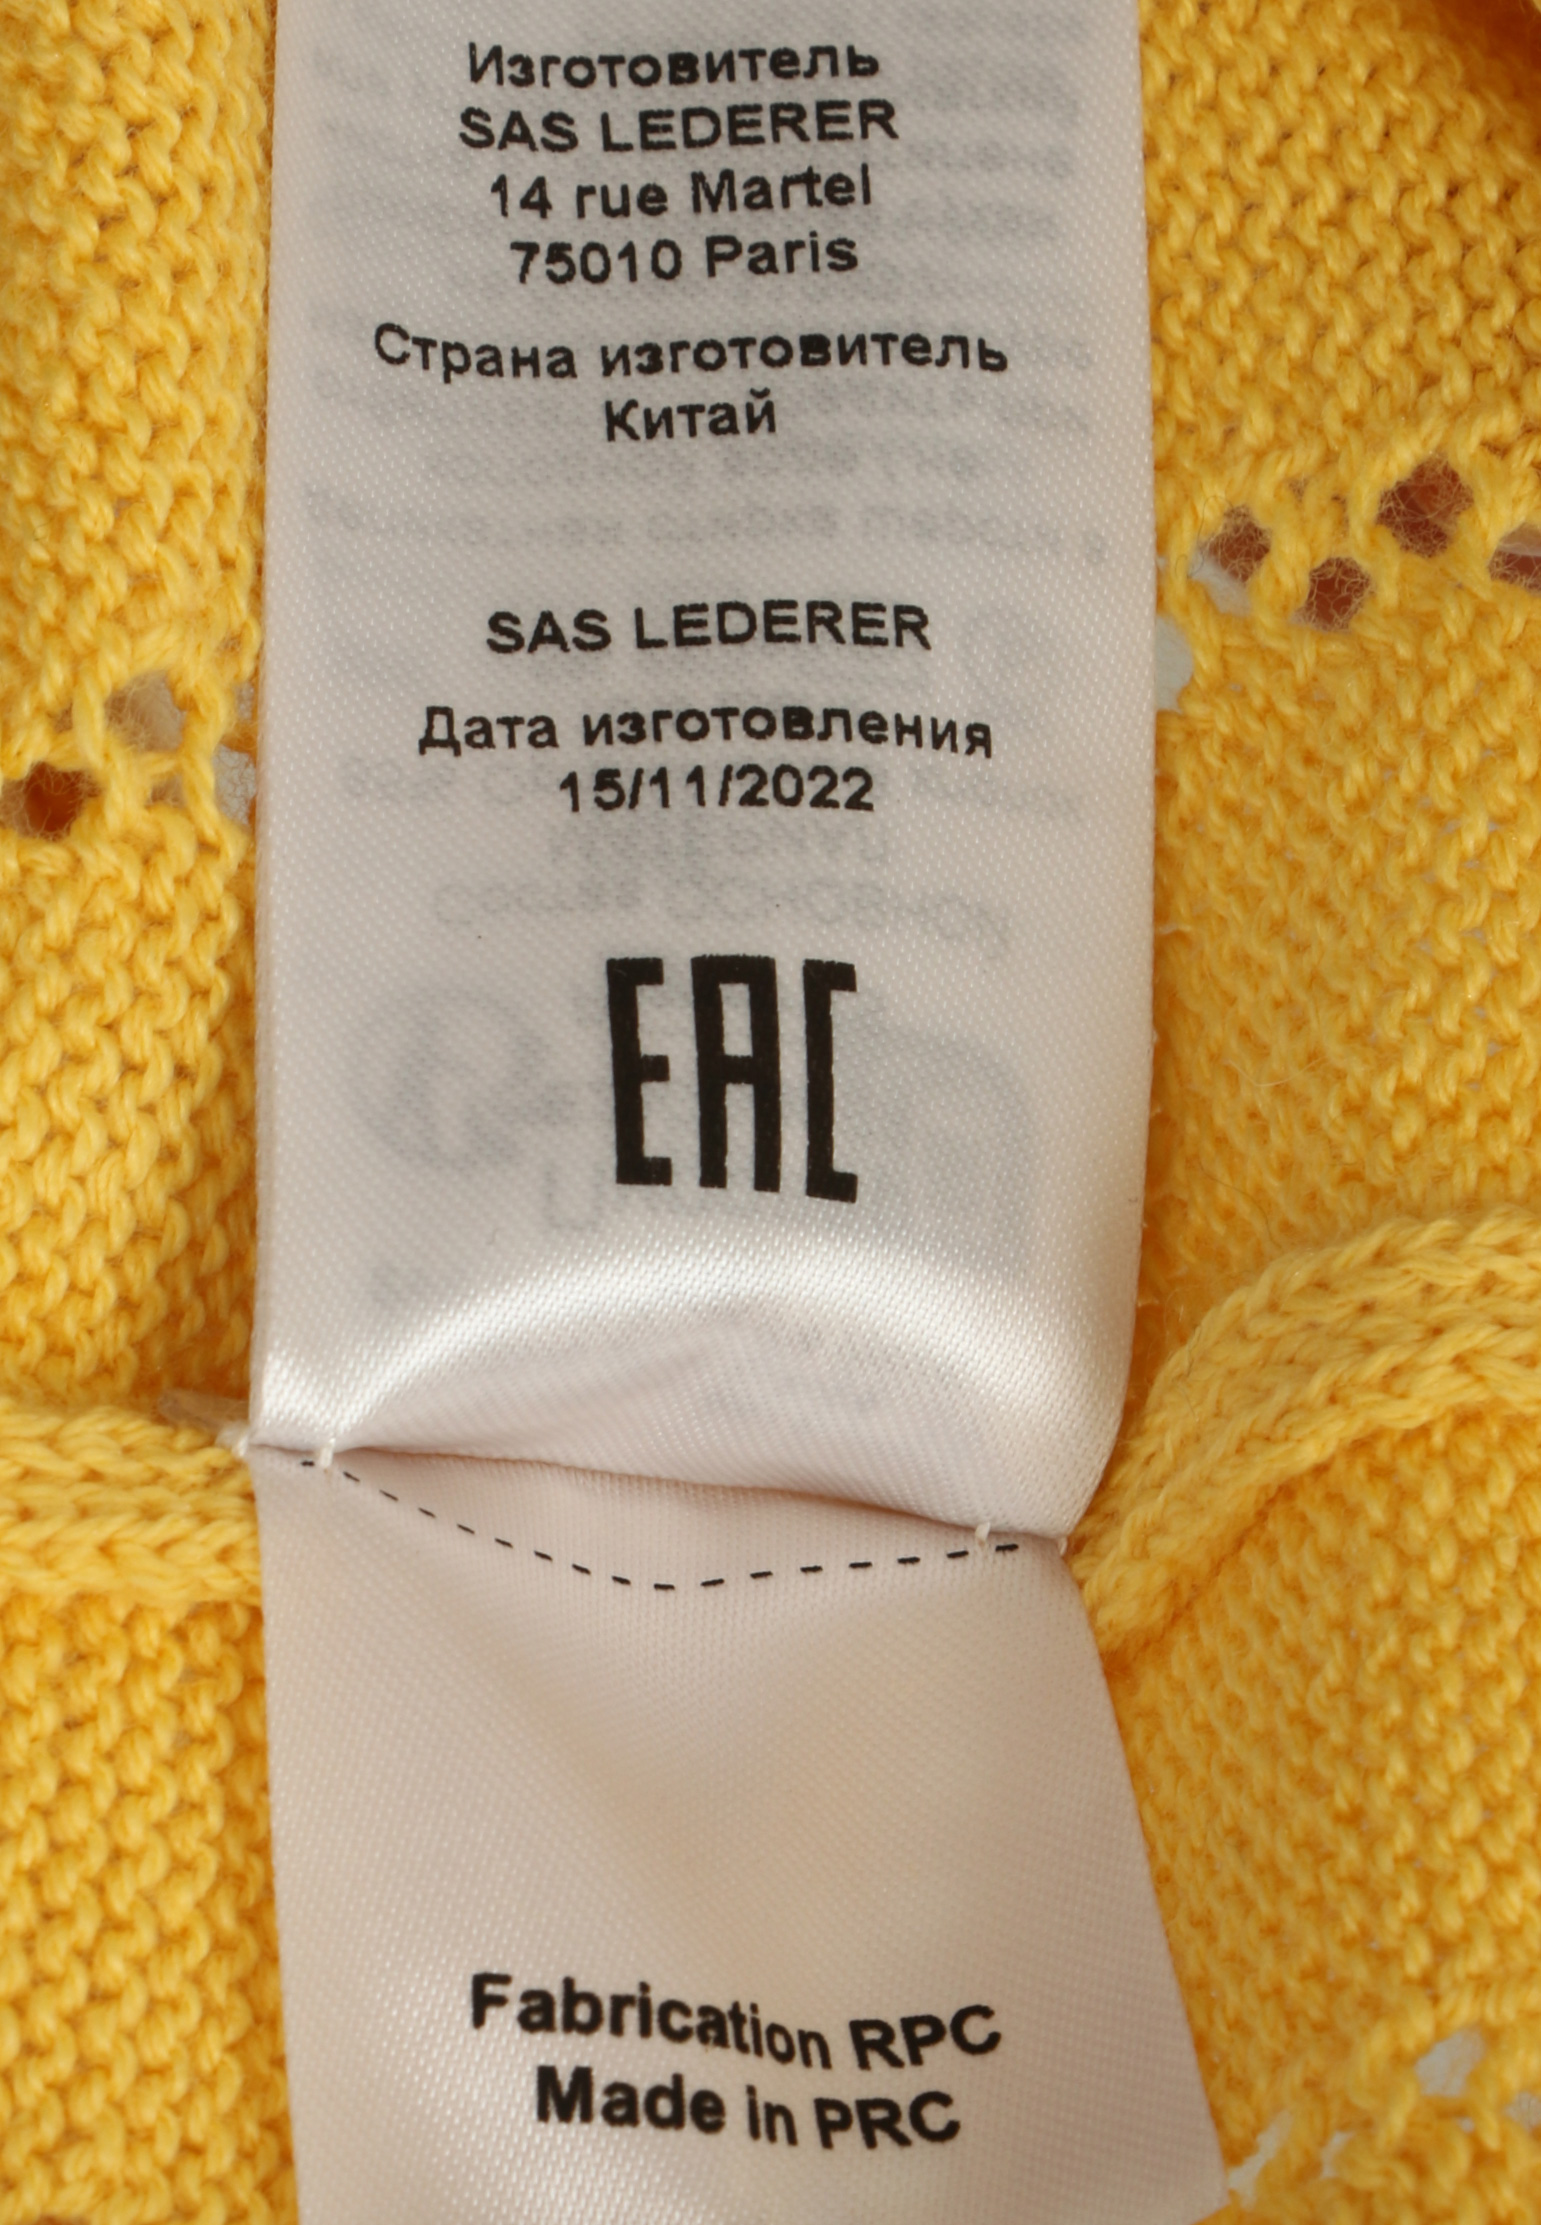 Изготовитель
SAS LEDERER
14 rue Martel
75010 Paris
Страна изготовитель
Китай
SAS LEDERER
Дата изготовления
15/11/2022
EAC
Fabrication RPC
Made in PRC